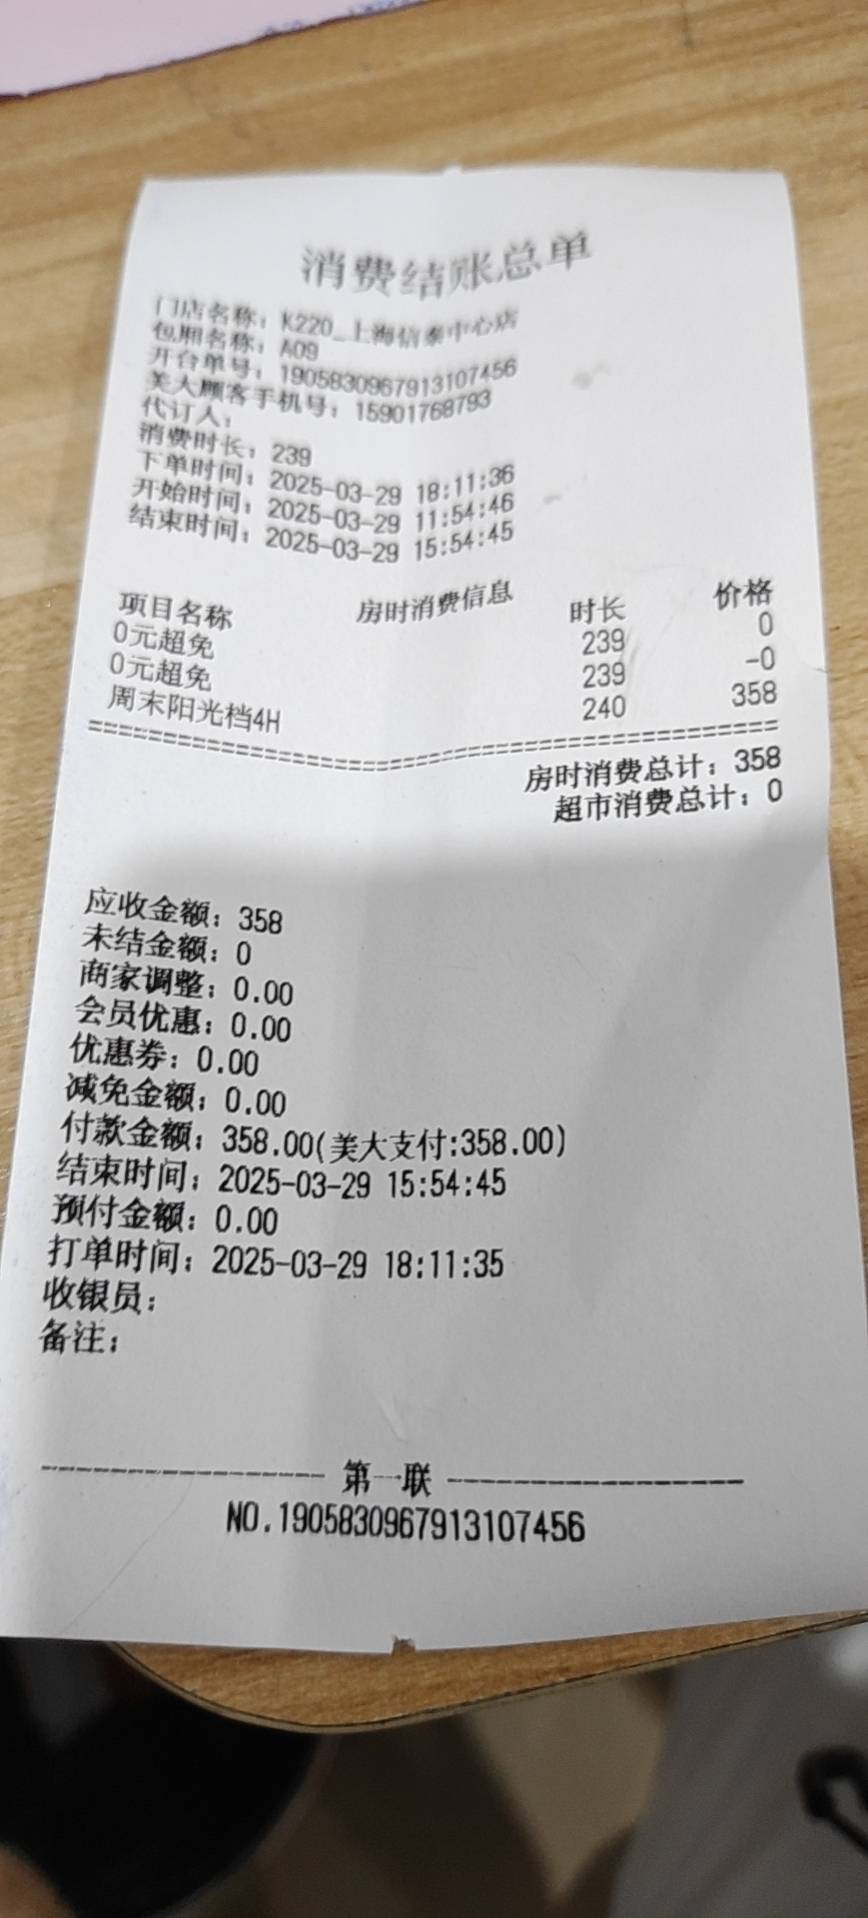 消费结账总单
门店名称：K220_上海信泰中心店
包厢名称：A09
开台单号：1905830967913107456
美大顾客手机号：15901768793
代订人：
消费时长：239
下单时间：2025-03-29 18:11:36
开始时间：2025-03-29 11:54:46
结束时间：2025-03-29 15:54:45
房时消费信息
项目名称 时长 价格
0元超免 239 0
0元超免 239 -0
周末阳光档4H 240 358
==========================================
房时消费总计：358
超市消费总计：0
应收金额：358
未结金额：0
商家调整：0.00
会员优惠：0.00
优惠券：0.00
减免金额：0.00
付款金额：358.00(美大支付:358.00)
结束时间：2025-03-29 15:54:45
预付金额：0.00
打单时间：2025-03-29 18:11:35
收银员：
备注：
------------------ 第一联 ------------------
NO.1905830967913107456